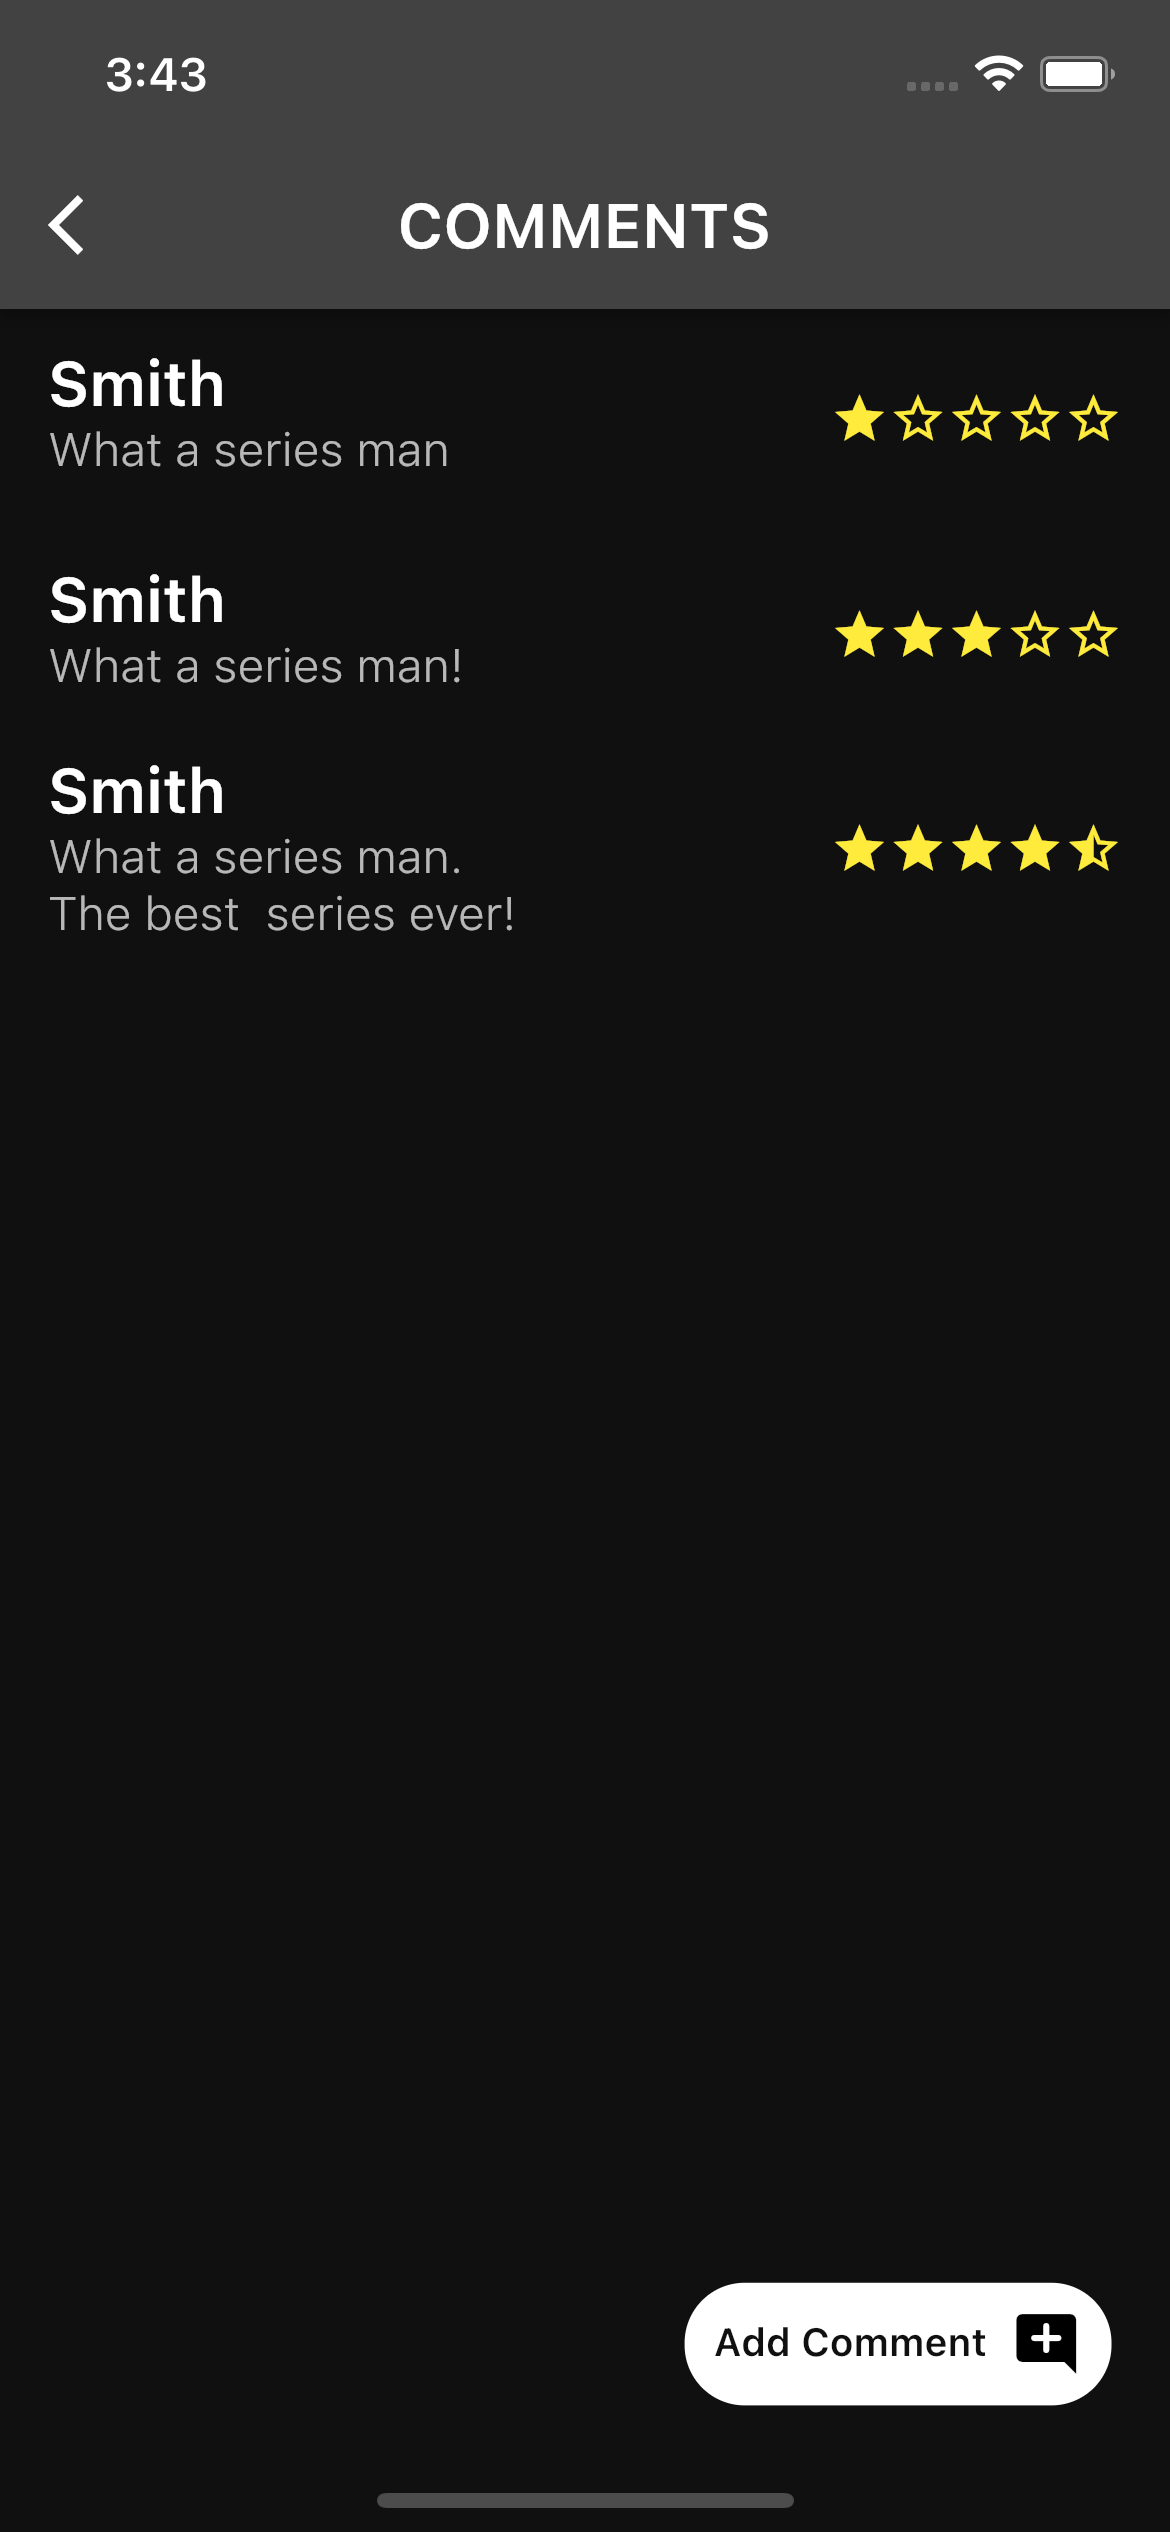 3:43
COMMENTS
Smith
What a series man
Smith
What a series man!
Smith
What a series man.
The best  series ever!
Add Comment